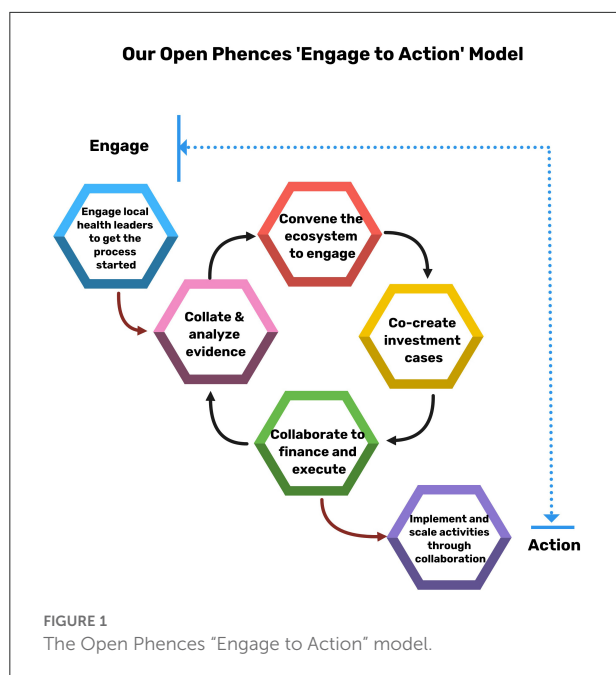 Our Open Phences 'Engage to Action' Model
Engage
Engage local
health leaders
to get the
process
started
Convene the
ecosystem
to engage
Collate &
analyze
evidence
Co-create
investment
cases
Collaborate to
finance and
execute
Implement and
scale activities
through
collaboration
Action
FIGURE 1
The Open Phences “Engage to Action” model.